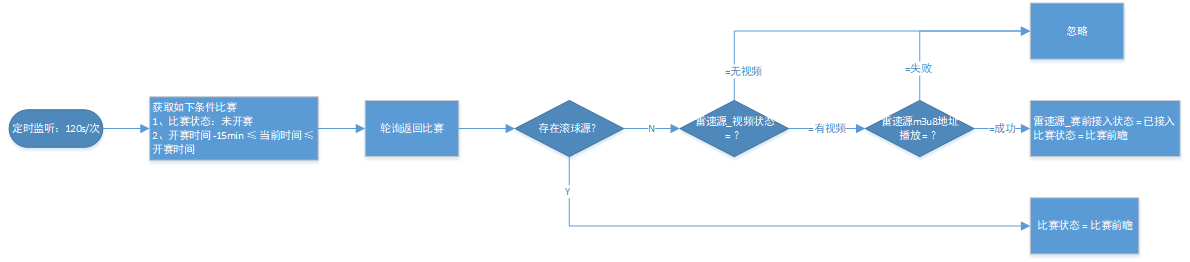 忽略
=无视频
=失败
获取如下条件比赛
1、比赛状态：未开赛
2、开赛时间 -15min ≤ 当前时间 ≤
开赛时间
定时监听：120s/次
轮询返回比赛
存在滚球源?
N
雷速源_视频状态
= ?
=有视频
雷速源m3u8地址
播放= ?
=成功
雷速源_赛前接入状态 = 已接入
比赛状态 = 比赛前瞻
Y
比赛状态 = 比赛前瞻